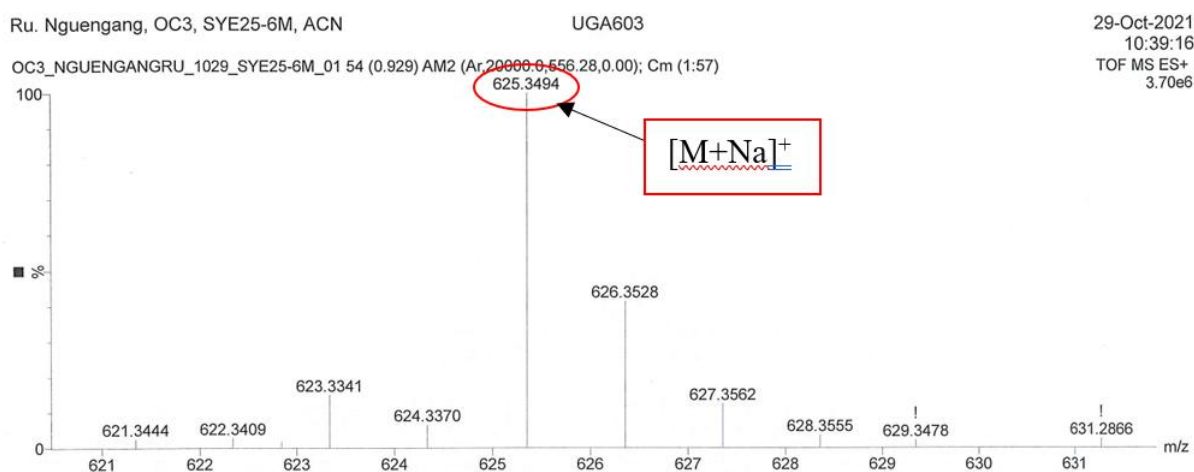 Ru. Nguengang, OC3, SYE25-6M, ACN UGA603 29-Oct-2021
10:39:16
OC3_NGUENGANGRU_1029_SYE25-6M_01 54 (0.929) AM2 (Ar,20000.0,556.28,0.00); Cm (1:57) TOF MS ES+
3.70e6
625.3494
100
[M+Na]+
%
626.3528
623.3341
627.3562
624.3370
621.3444 622.3409 628.3555 ! 629.3478 ! 631.2866
0 m/z
621 622 623 624 625 626 627 628 629 630 631